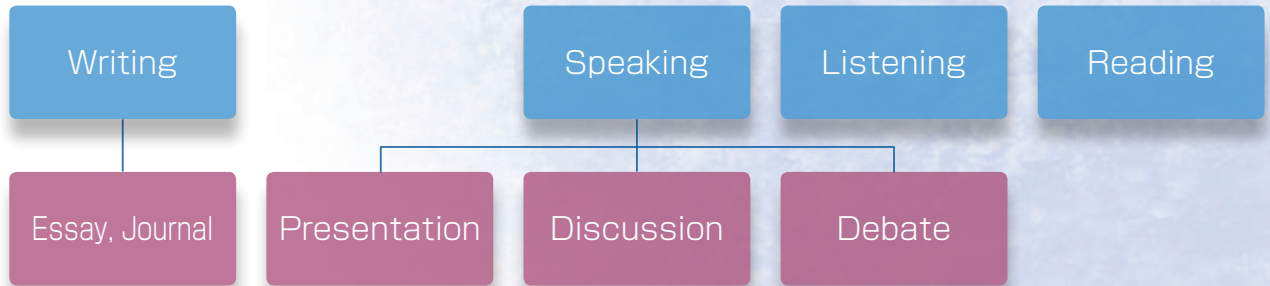 Writing
Speaking
Listening
Reading
Essay, Journal
Presentation
Discussion
Debate